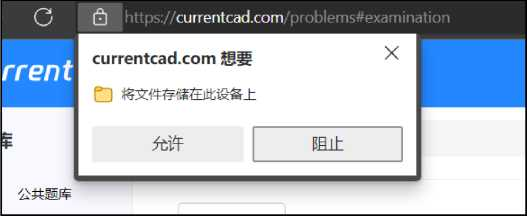 https://currentcad.com/problems#examination
rrent
currentcad.com 想要
将文件存储在此设备上
允许
阻止
库
公共题库